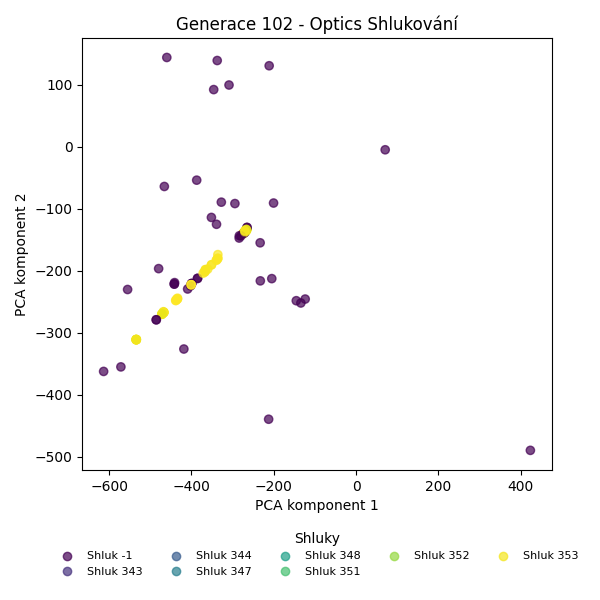 Generace 102 - Optics Shlukování
PCA komponent 2
100
0
−100
−200
−300
−400
−500
−600 −400 −200 0 200 400
PCA komponent 1
Shluky
Shluk -1 Shluk 344 Shluk 348 Shluk 352 Shluk 353
Shluk 343 Shluk 347 Shluk 351